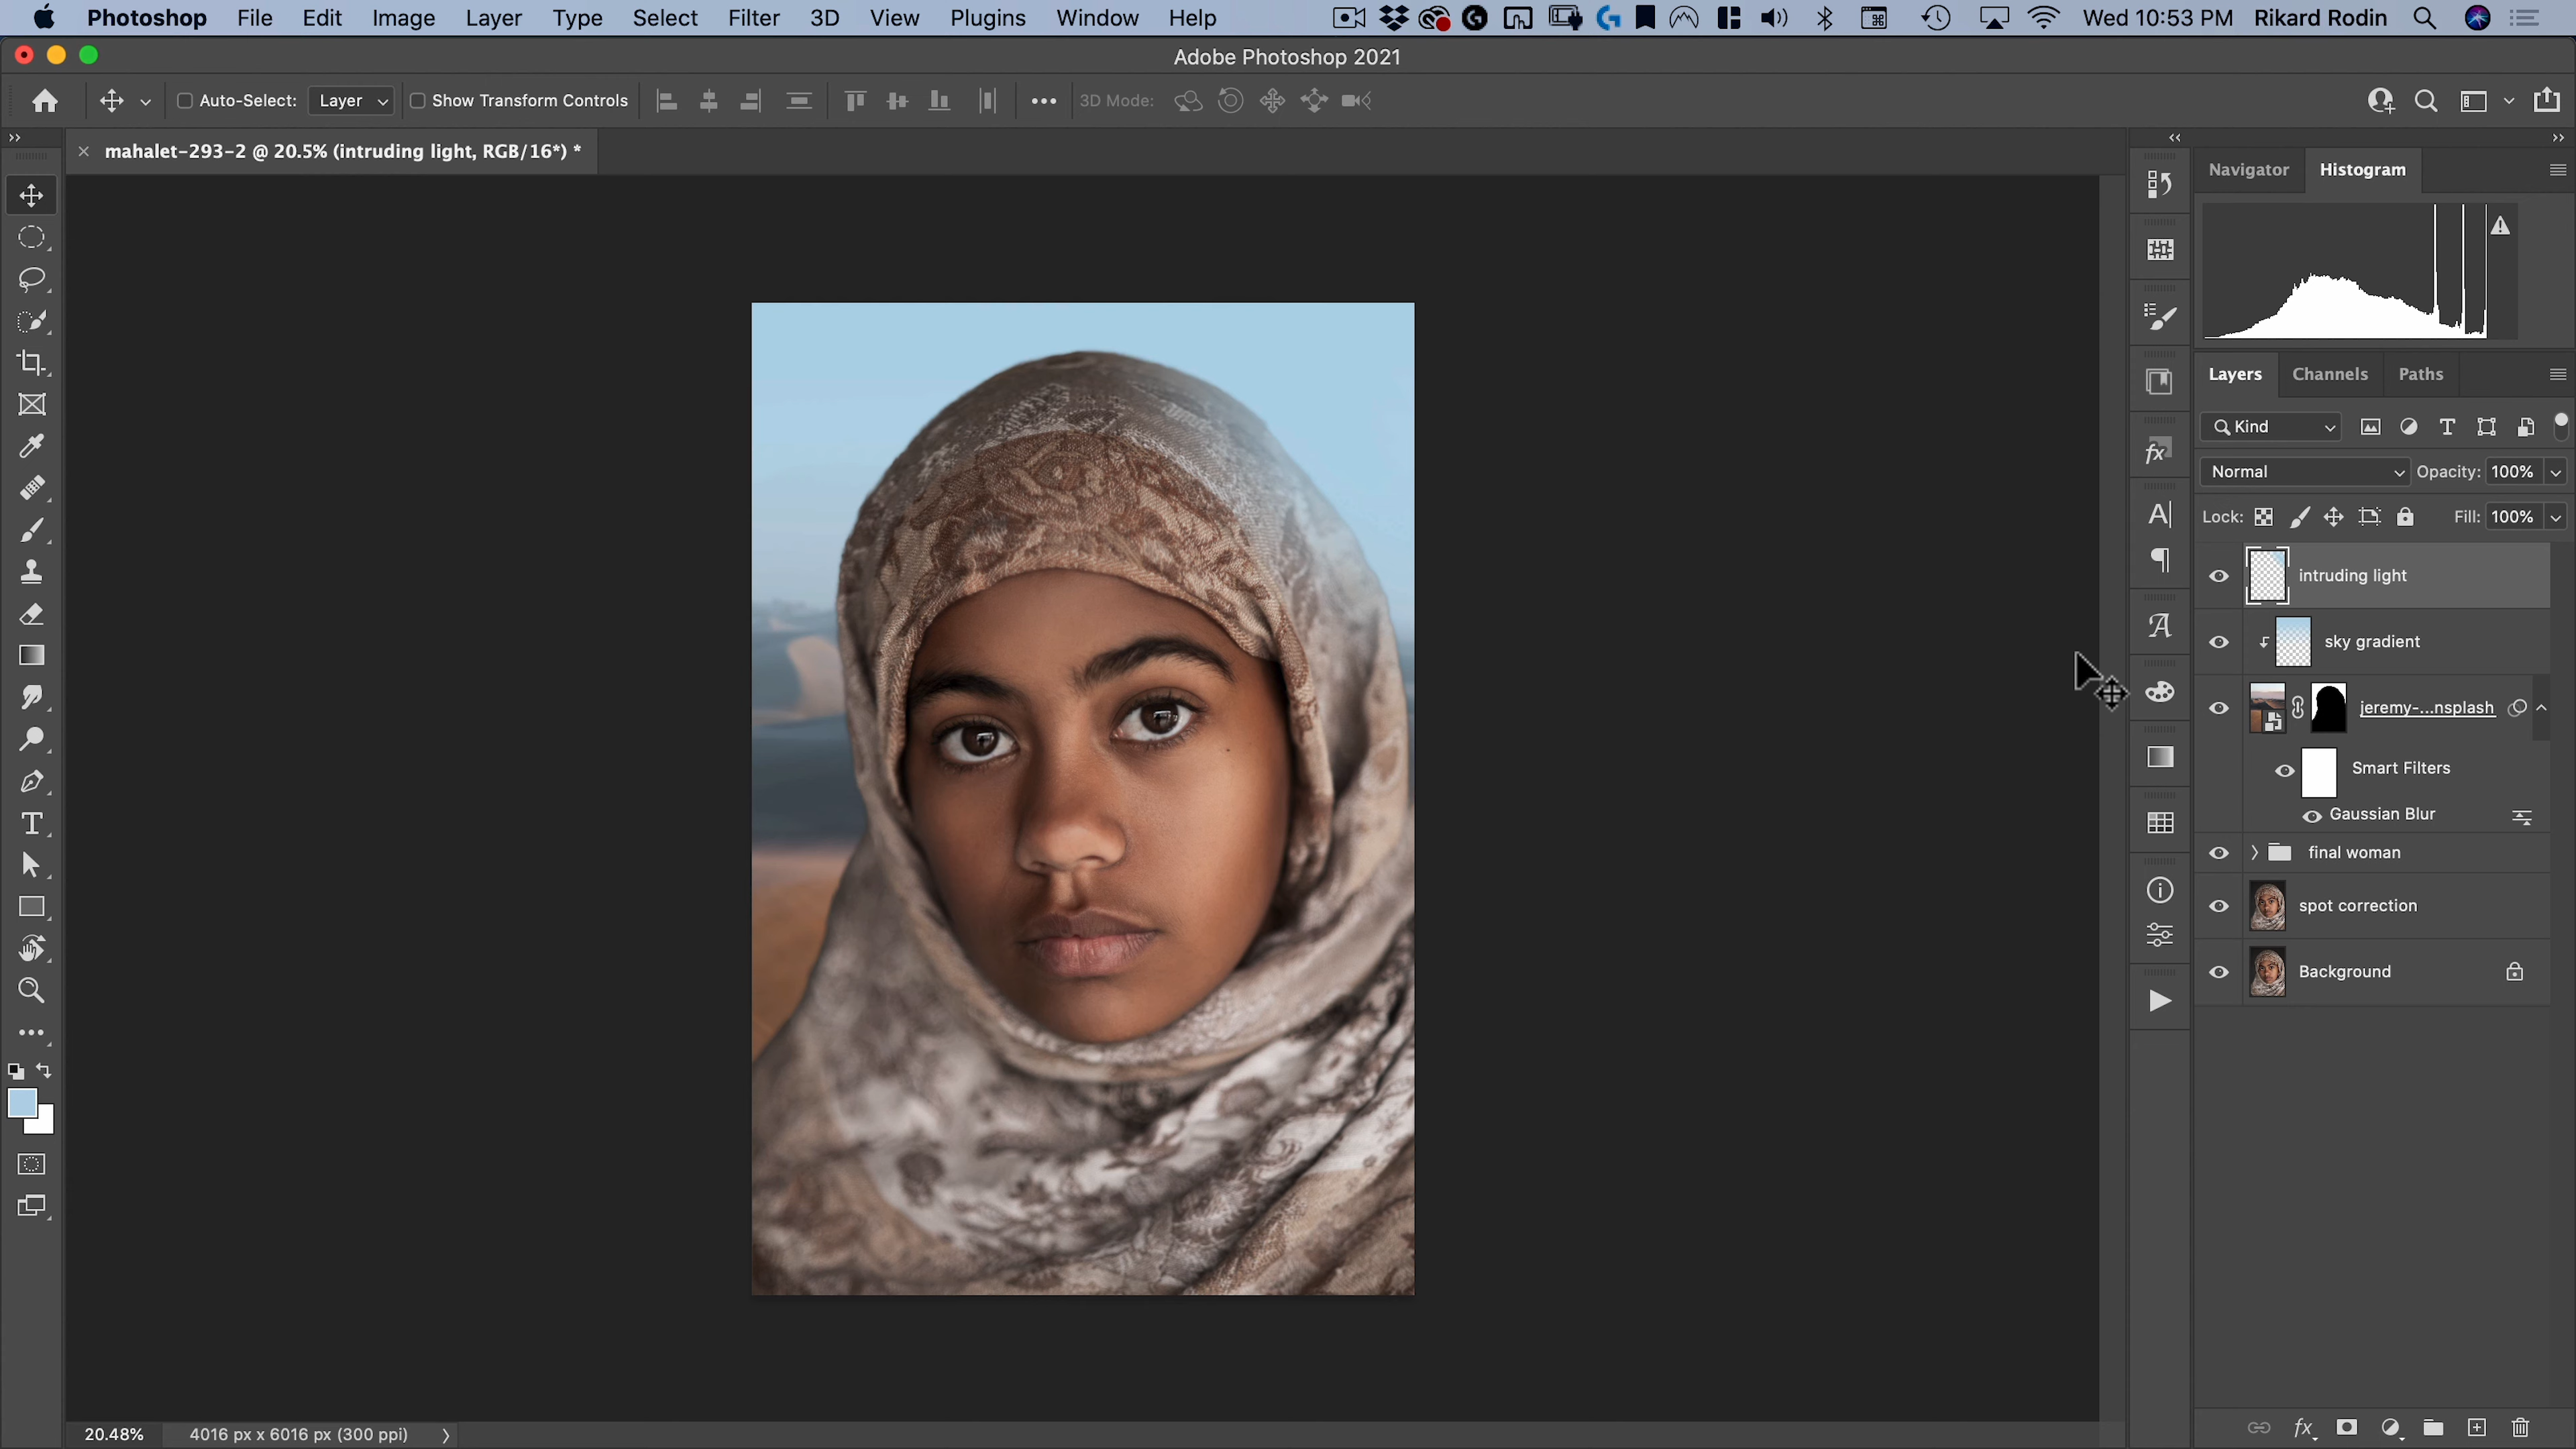 Photoshop File Edit Image Layer Type Select Filter 3D View Plugins Window Help Wed 10:53 PM Rikard Rodin
Adobe Photoshop 2021
Auto-Select: Layer Show Transform Controls 3D Mode:
mahalet-293-2 @ 20.5% (intruding light, RGB/16*) *
Navigator Histogram
Layers Channels Paths
Kind
Normal Opacity: 100%
Lock: Fill: 100%
intruding light
sky gradient
jeremy-...nsplash
Smart Filters
Gaussian Blur
final woman
spot correction
Background
20.48% 4016 px x 6016 px (300 ppi)